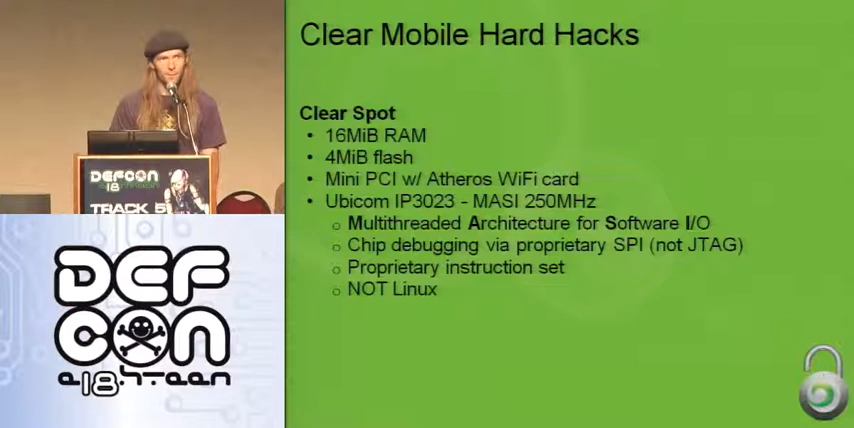 Clear Mobile Hard Hacks
Clear Spot
• 16MiB RAM
• 4MiB flash
• Mini PCI w/ Atheros WiFi card
• Ubicom IP3023 - MASI 250MHz
o Multithreaded Architecture for Software I/O
o Chip debugging via proprietary SPI (not JTAG)
o Proprietary instruction set
o NOT Linux
DEFCON
18
TRACK 5
DEF
CON
e18hteen